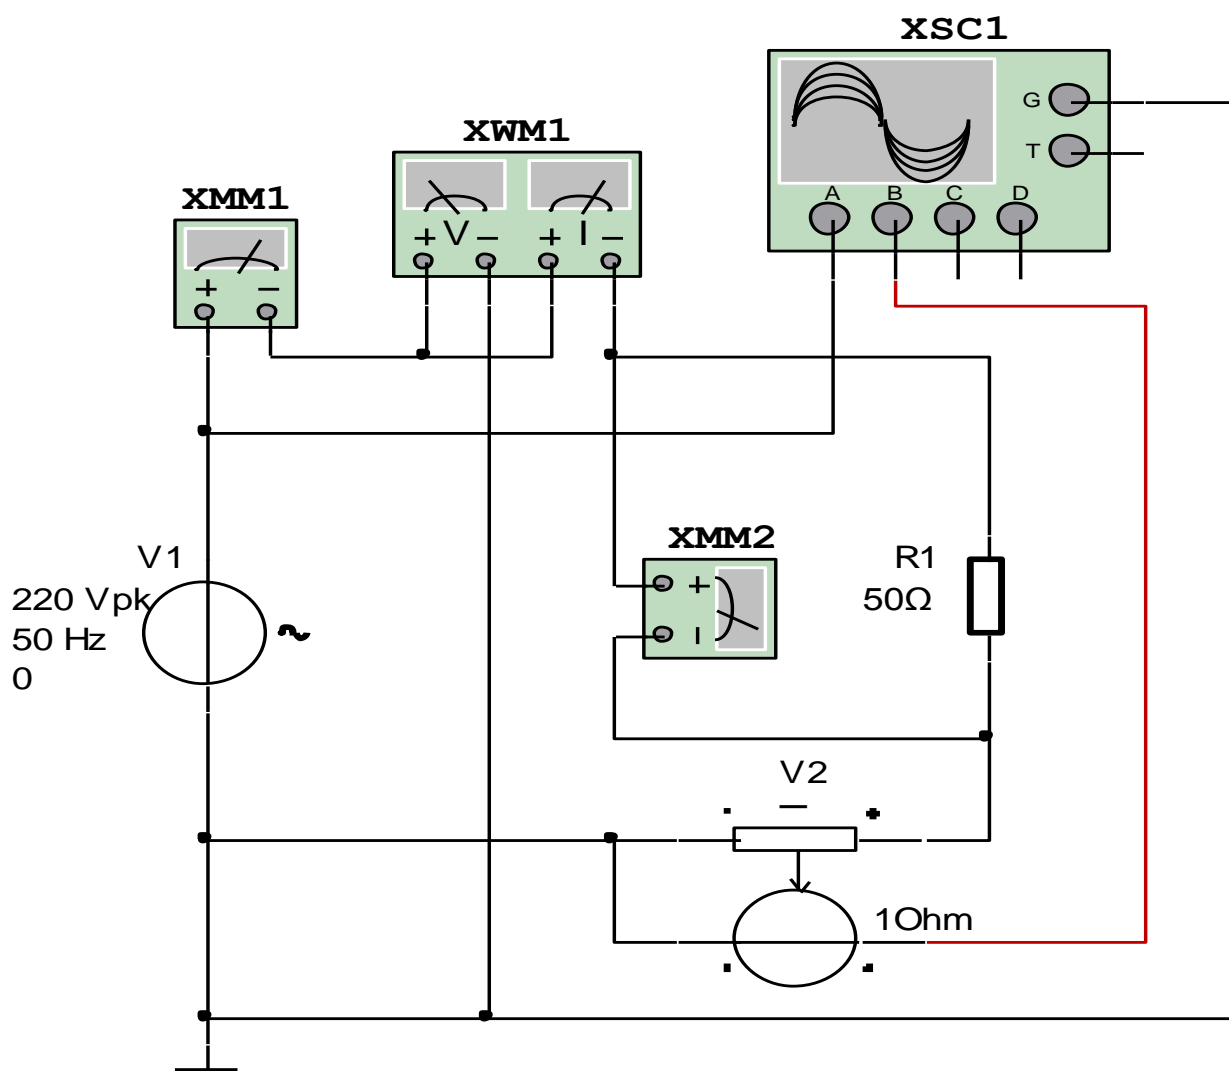 XSC1
G
T
A B C D
XWM1
+ V − + I −
XMM1
+ −
XMM2
+
I
V1
220 Vpk
50 Hz
0
R1
50Ω
V2
1Ohm